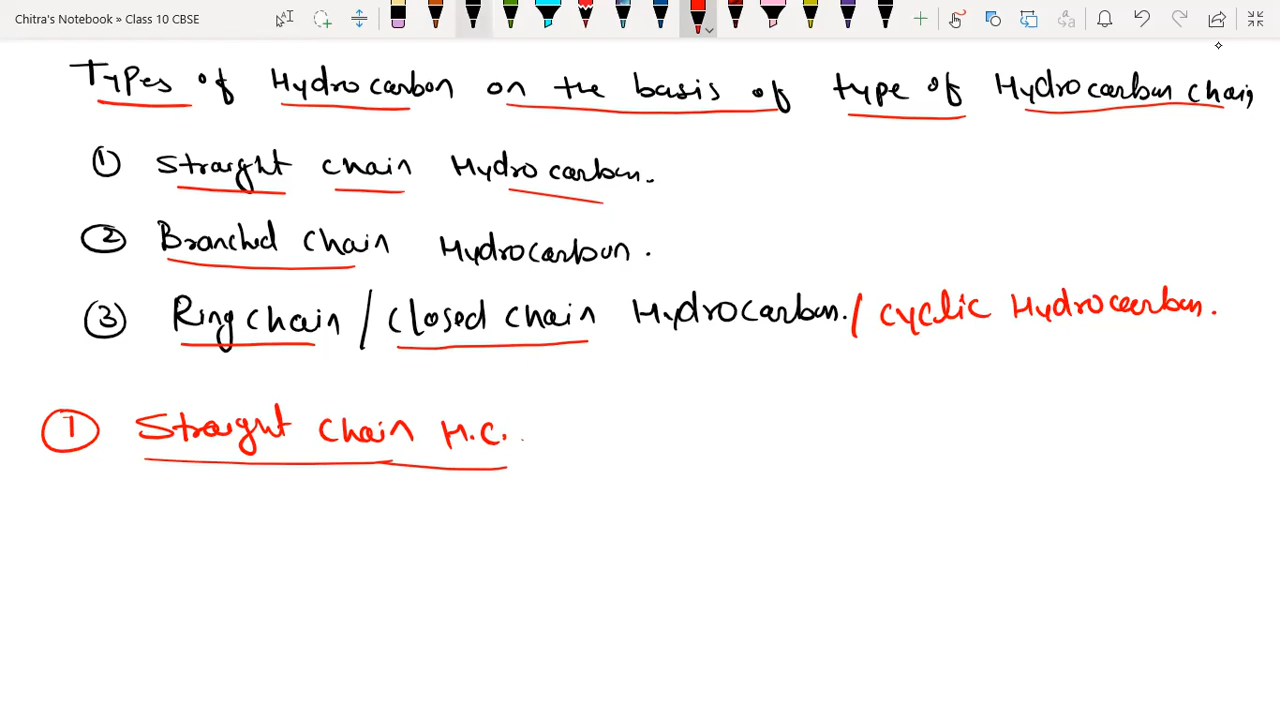 Chitra's Notebook » Class 10 CBSE
Types of Hydrocarbon on the basis of type of Hydrocarbon chain
① Straight chain Hydrocarbon.
② Branched chain Hydrocarbon.
③ Ring chain / closed chain Hydrocarbon. / cyclic Hydrocarbon.
① Straight Chain H.C.